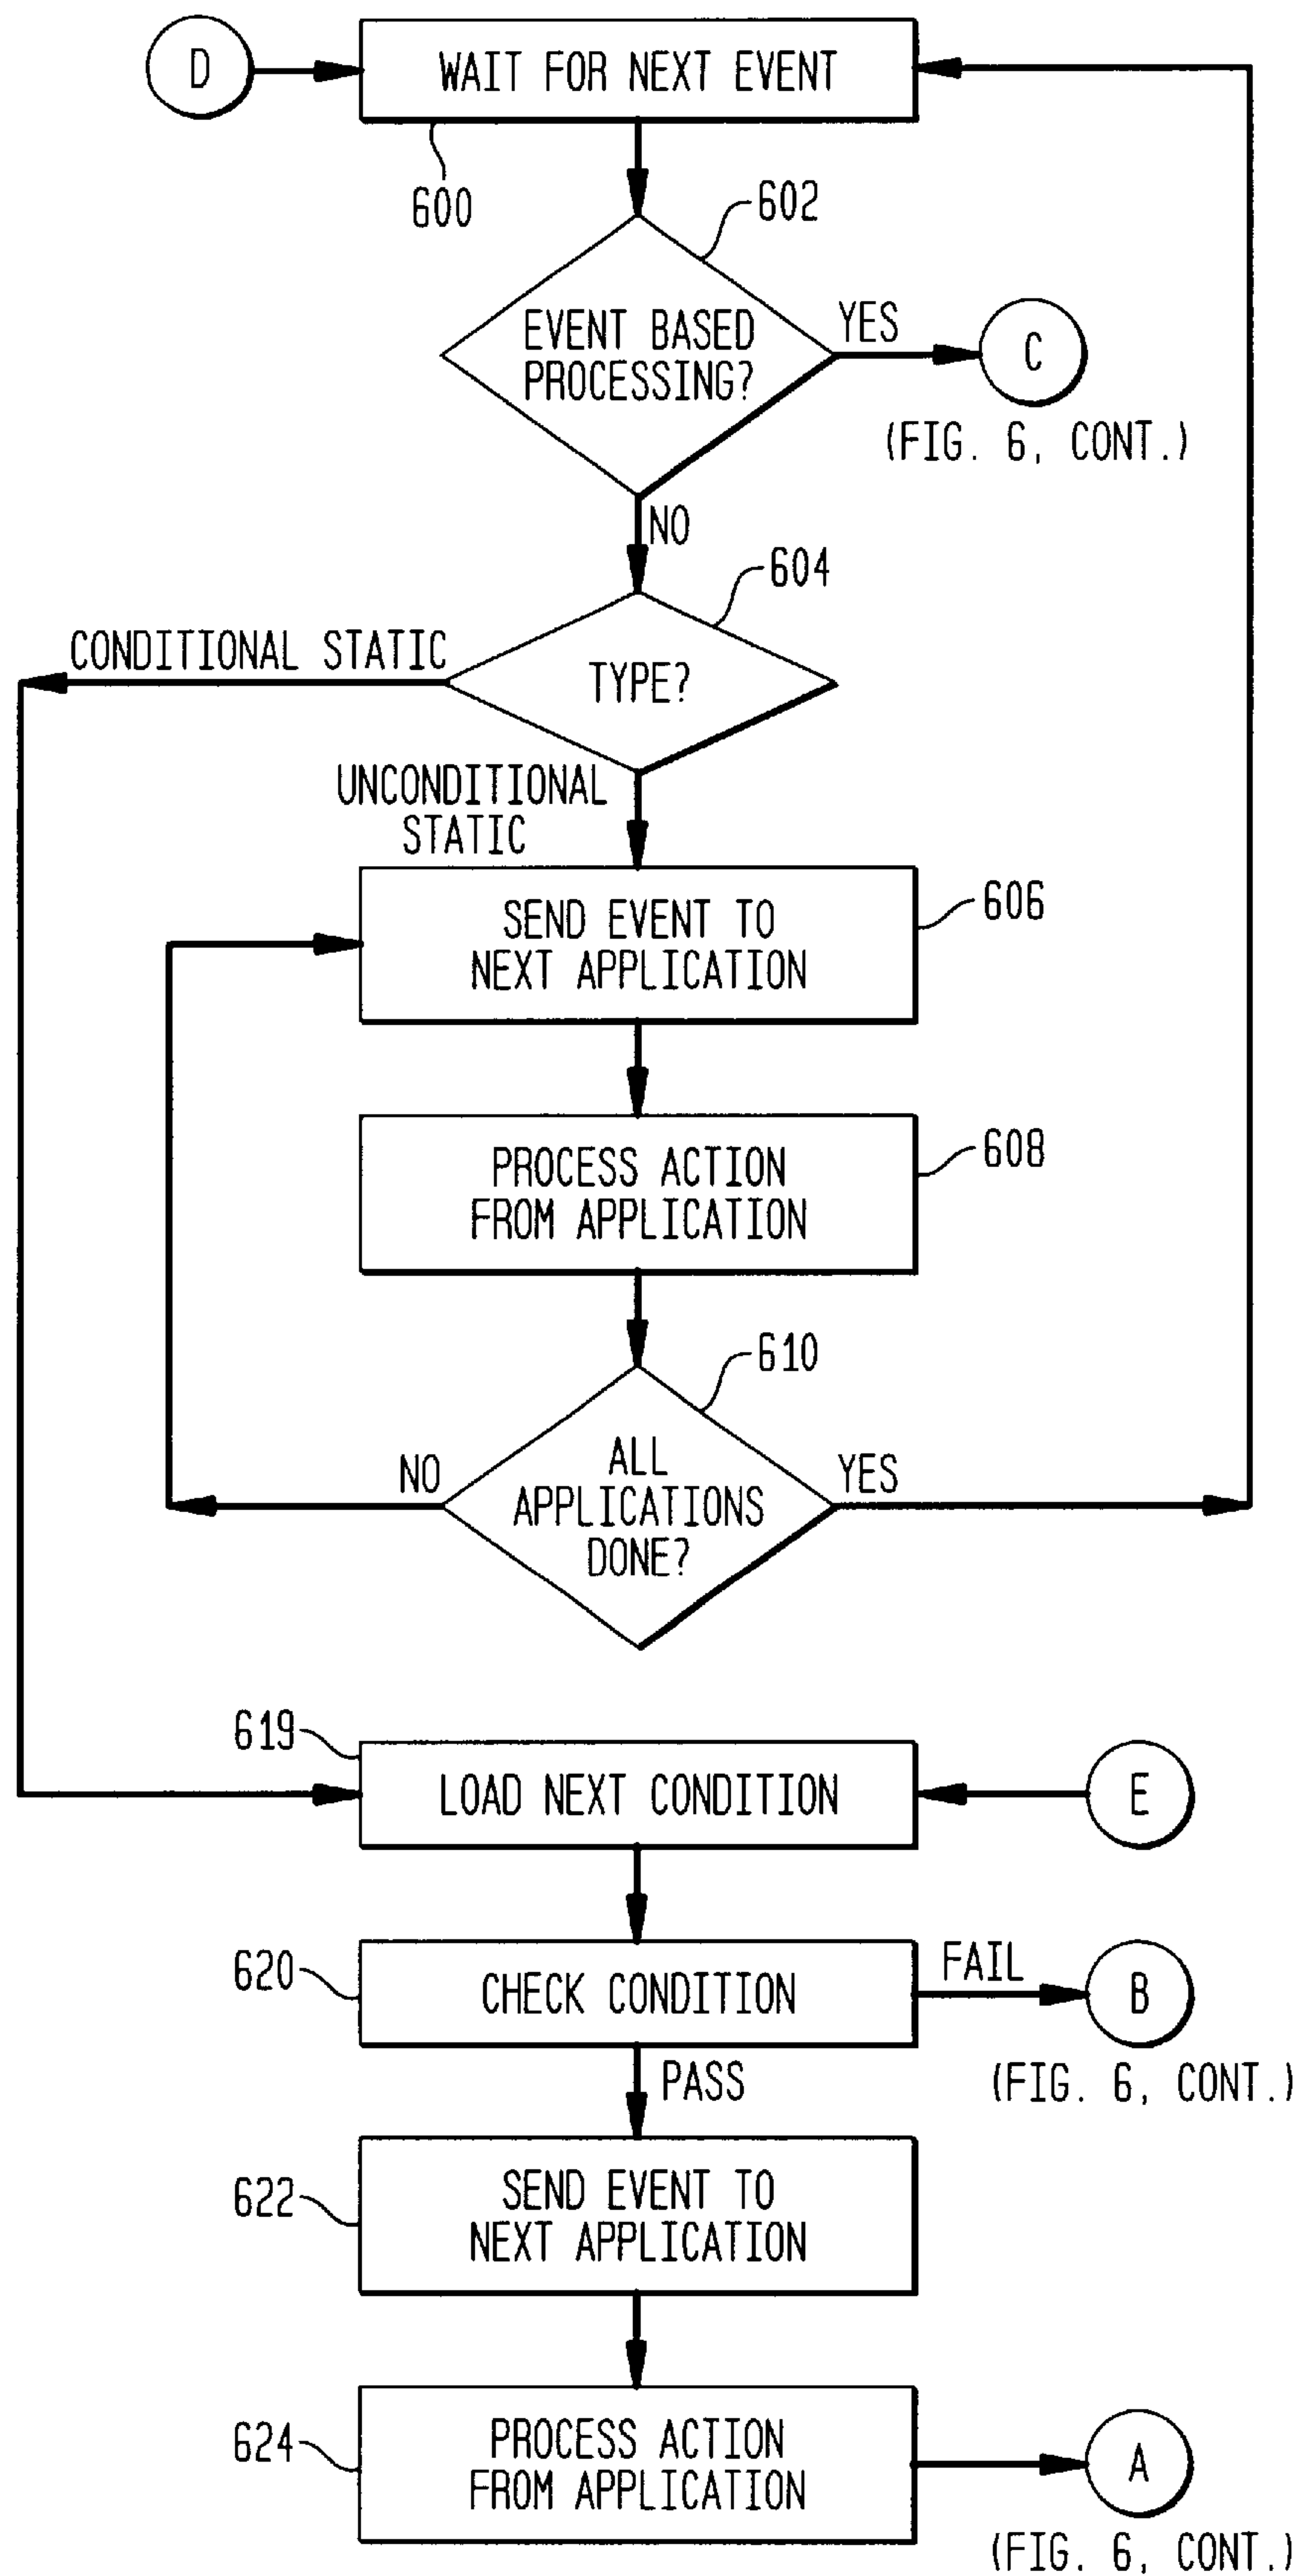 D
WAIT FOR NEXT EVENT
600
602
EVENT BASED
PROCESSING?
YES
C
(FIG. 6, CONT.)
NO
604
CONDITIONAL STATIC
TYPE?
UNCONDITIONAL
STATIC
606
SEND EVENT TO
NEXT APPLICATION
608
PROCESS ACTION
FROM APPLICATION
610
NO
ALL
APPLICATIONS
DONE?
YES
619
LOAD NEXT CONDITION
E
620
CHECK CONDITION
FAIL
B
(FIG. 6, CONT.)
PASS
622
SEND EVENT TO
NEXT APPLICATION
624
PROCESS ACTION
FROM APPLICATION
A
(FIG. 6, CONT.)